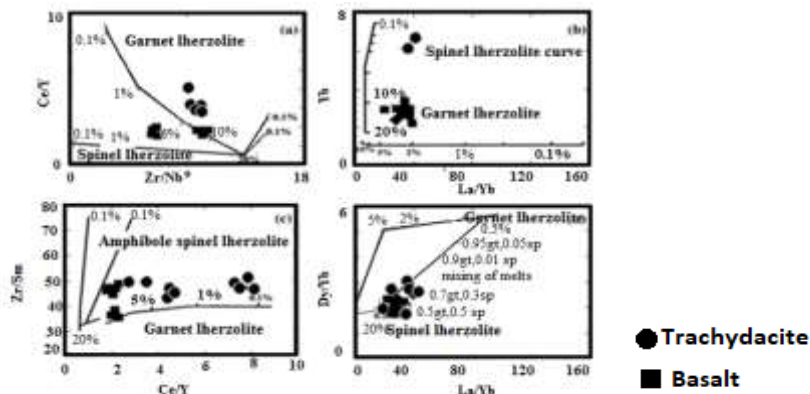 10
(a)
Garnet lherzolite
0.1%
Ce/Y
1%
0.1%
1%
6%
10%
Spinel lherzolite
0
0
Zr/Nb
18
8
0.1%
(b)
Spinel lherzolite curve
Yb
10%
Garnet lherzolite
20%
1%
0.1%
0
0
40
80
120
160
La/Yb
80
0.1%
0.1%
(c)
70
Amphibole spinel lherzolite
Zr/Sm
60
50
40
5%
1%
30
Garnet lherzolite
20
20%
0
2
4
6
8
10
Ce/Y
6
5%
2%
Garnet lherzolite
0.5%
0.95gt,0.05sp
0.9gt,0.01 sp
mixing of melts
Dy/Yb
0.7gt,0.3sp
0.5gt,0.5 sp
20%
Spinel lherzolite
0
0
40
80
120
160
La/Yb
Trachydacite
Basalt